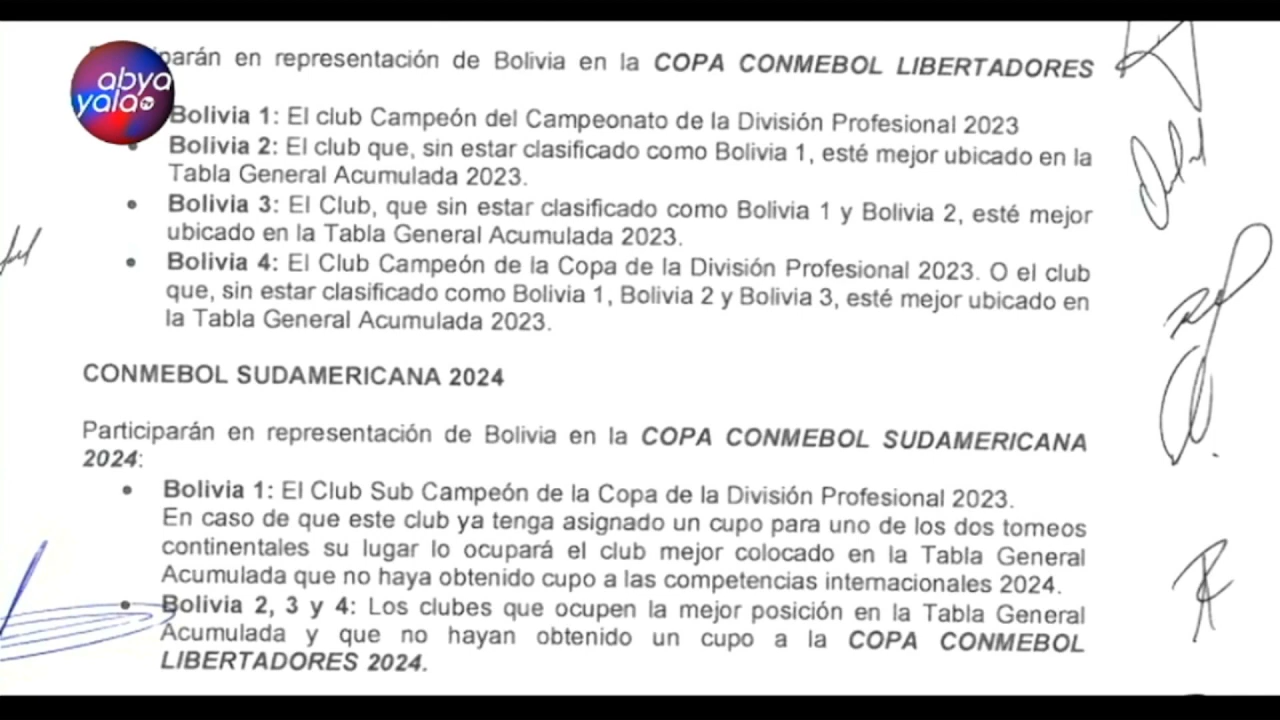 parán en representación de Bolivia en la COPA CONMEBOL LIBERTADORES
abya
yala tv
Bolivia 1: El club Campeón del Campeonato de la División Profesional 2023
• Bolivia 2: El club que, sin estar clasificado como Bolivia 1, esté mejor ubicado en la
Tabla General Acumulada 2023.
• Bolivia 3: El Club, que sin estar clasificado como Bolivia 1 y Bolivia 2, esté mejor
ubicado en la Tabla General Acumulada 2023.
• Bolivia 4: El Club Campeón de la Copa de la División Profesional 2023. O el club
que, sin estar clasificado como Bolivia 1, Bolivia 2 y Bolivia 3, esté mejor ubicado en
la Tabla General Acumulada 2023.
CONMEBOL SUDAMERICANA 2024
Participarán en representación de Bolivia en la COPA CONMEBOL SUDAMERICANA
2024:
• Bolivia 1: El Club Sub Campeón de la Copa de la División Profesional 2023.
En caso de que este club ya tenga asignado un cupo para uno de los dos torneos
continentales su lugar lo ocupará el club mejor colocado en la Tabla General
Acumulada que no haya obtenido cupo a las competencias internacionales 2024.
• Bolivia 2, 3 y 4: Los clubes que ocupen la mejor posición en la Tabla General
Acumulada y que no hayan obtenido un cupo a la COPA CONMEBOL
LIBERTADORES 2024.